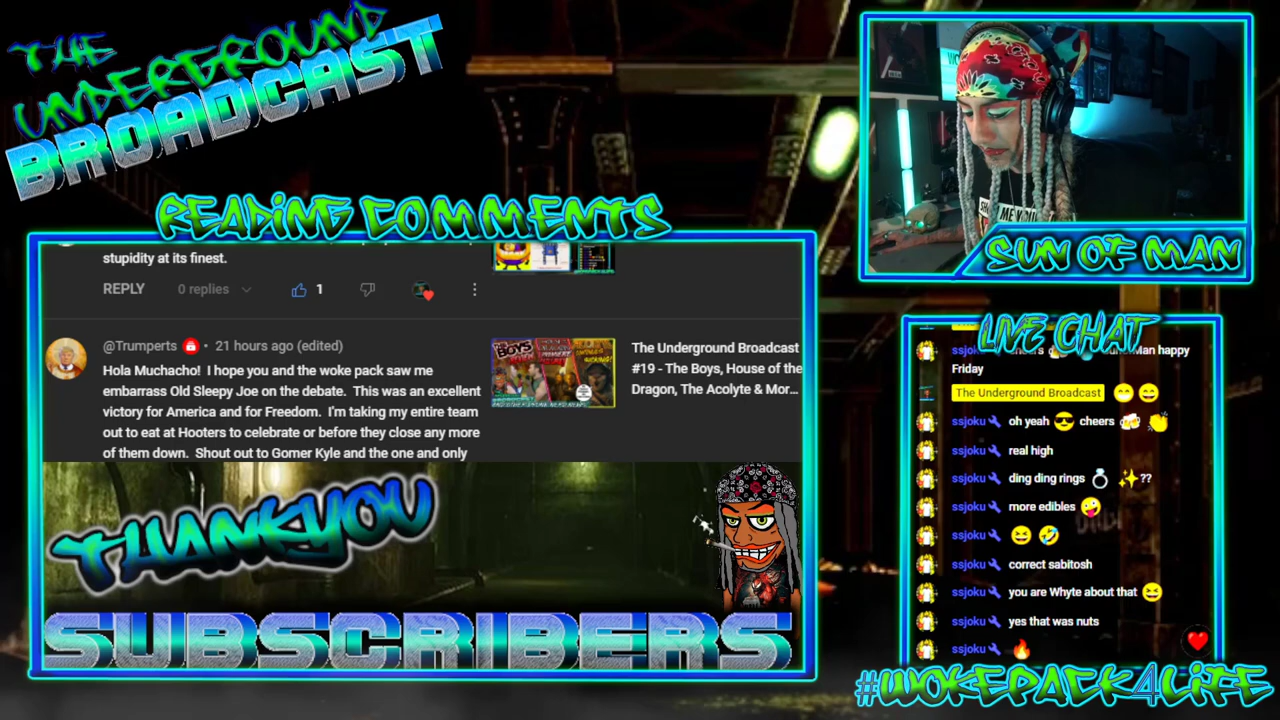 THE
UNDERGROUND
BROADCAST
READING COMMENTS
stupidity at its finest.
REPLY 0 replies 1
@Trumperts • 21 hours ago (edited)
Hola Muchacho! I hope you and the woke pack saw me
embarrass Old Sleepy Joe on the debate. This was an excellent
victory for America and for Freedom. I'm taking my entire team
out to eat at Hooters to celebrate or before they close any more
of them down. Shout out to Gomer Kyle and the one and only
BOYS
The Underground Broadcast
#19 - The Boys, House of the
Dragon, The Acolyte & Mor...
THANKYOU
SUBSCRIBERS
SUN OF MAN
LIVE CHAT
ssjoku Man happy
Friday
The Underground Broadcast 😁 😄
ssjoku oh yeah 😎 cheers 🍻 👏
ssjoku real high
ssjoku ding ding rings 💍 ✨??
ssjoku more edibles 🤪
ssjoku 😆 🤣
ssjoku correct sabitosh
ssjoku you are Whyte about that 😆
ssjoku yes that was nuts
ssjoku 🔥
#WOKEPACK4LIFE